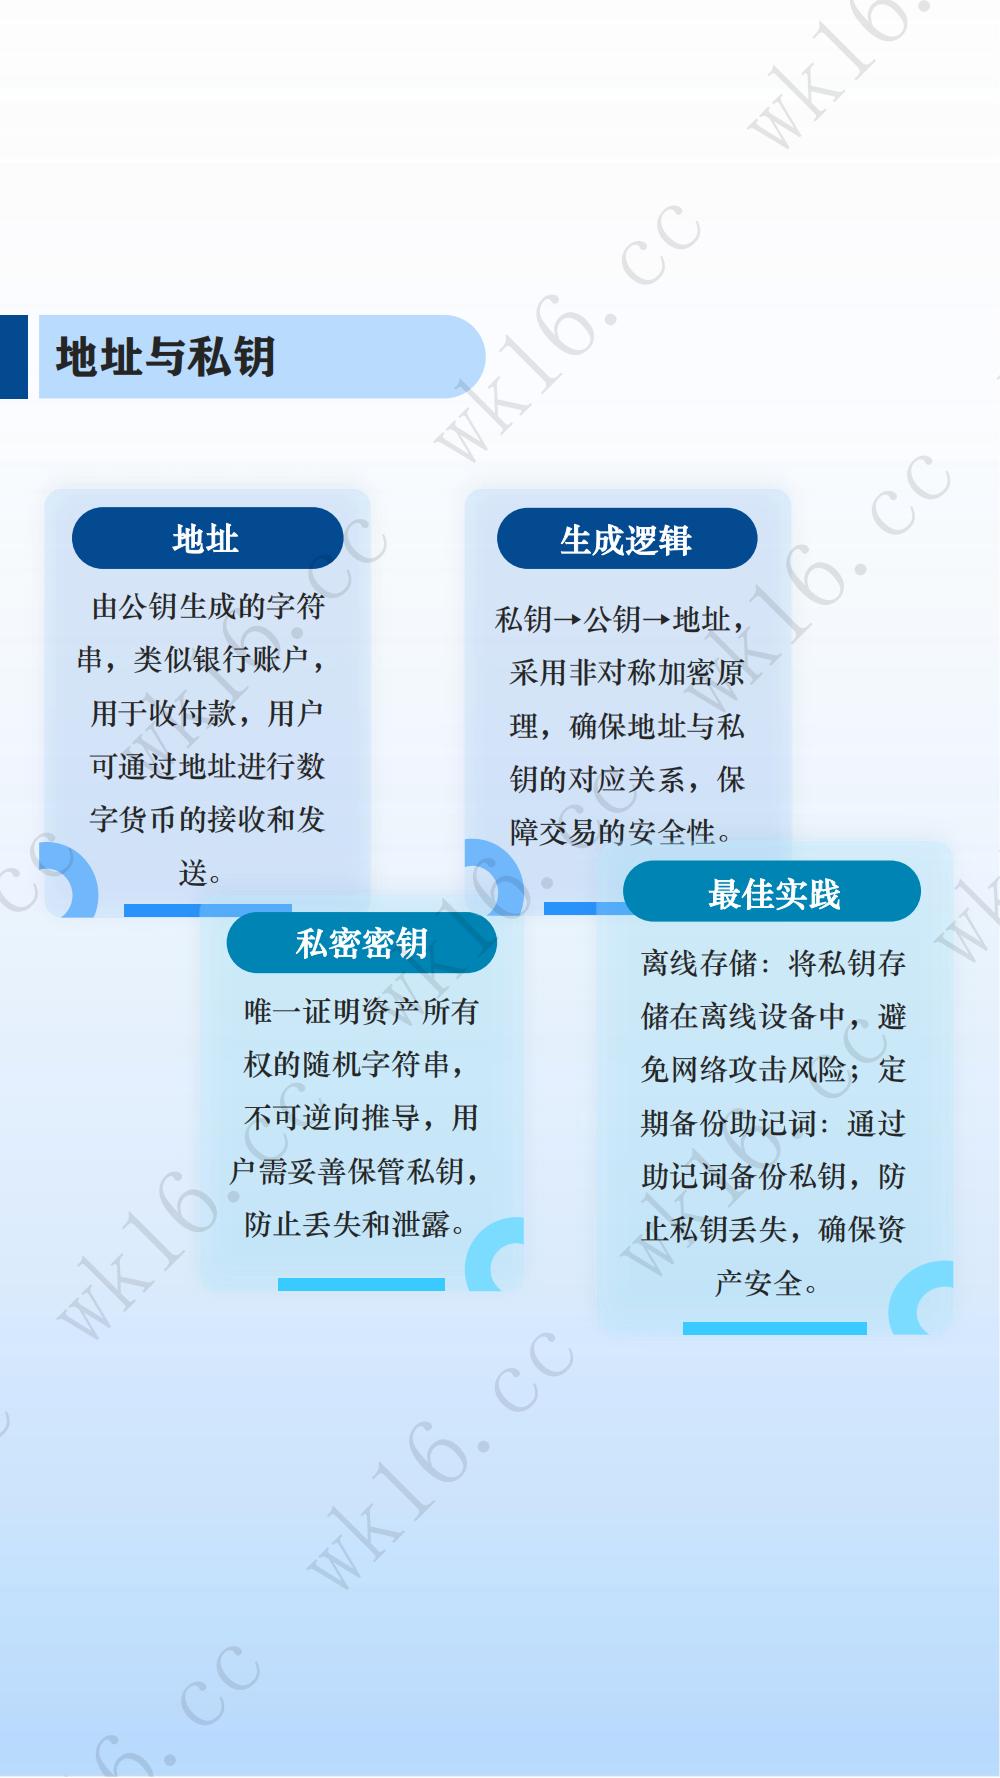 地址与私钥
地址
由公钥生成的字符
串，类似银行账户，
用于收付款，用户
可通过地址进行数
字货币的接收和发
送。
生成逻辑
私钥→公钥→地址，
采用非对称加密原
理，确保地址与私
钥的对应关系，保
障交易的安全性。
私密密钥
唯一证明资产所有
权的随机字符串，
不可逆向推导，用
户需妥善保管私钥，
防止丢失和泄露。
最佳实践
离线存储：将私钥存
储在离线设备中，避
免网络攻击风险；定
期备份助记词：通过
助记词备份私钥，防
止私钥丢失，确保资
产安全。
wk16.cc
wk16.cc
wk16.cc
wk16.cc
wk16.cc
wk16.cc
wk16.cc
wk16.cc